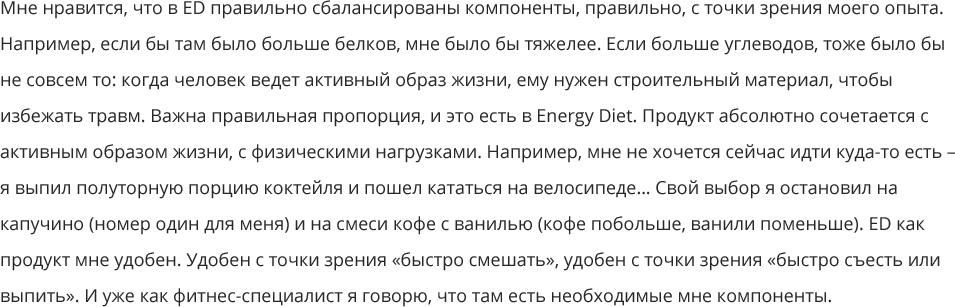 Мне нравится, что в ED правильно сбалансированы компоненты, правильно, с точки зрения моего опыта.
Например, если бы там было больше белков, мне было бы тяжелее. Если больше углеводов, тоже было бы
не совсем то: когда человек ведет активный образ жизни, ему нужен строительный материал, чтобы
избежать травм. Важна правильная пропорция, и это есть в Energy Diet. Продукт абсолютно сочетается с
активным образом жизни, с физическими нагрузками. Например, мне не хочется сейчас идти куда-то есть –
я выпил полуторную порцию коктейля и пошел кататься на велосипеде... Свой выбор я остановил на
капучино (номер один для меня) и на смеси кофе с ванилью (кофе побольше, ванили поменьше). ED как
продукт мне удобен. Удобен с точки зрения «быстро смешать», удобен с точки зрения «быстро съесть или
выпить». И уже как фитнес-специалист я говорю, что там есть необходимые мне компоненты.